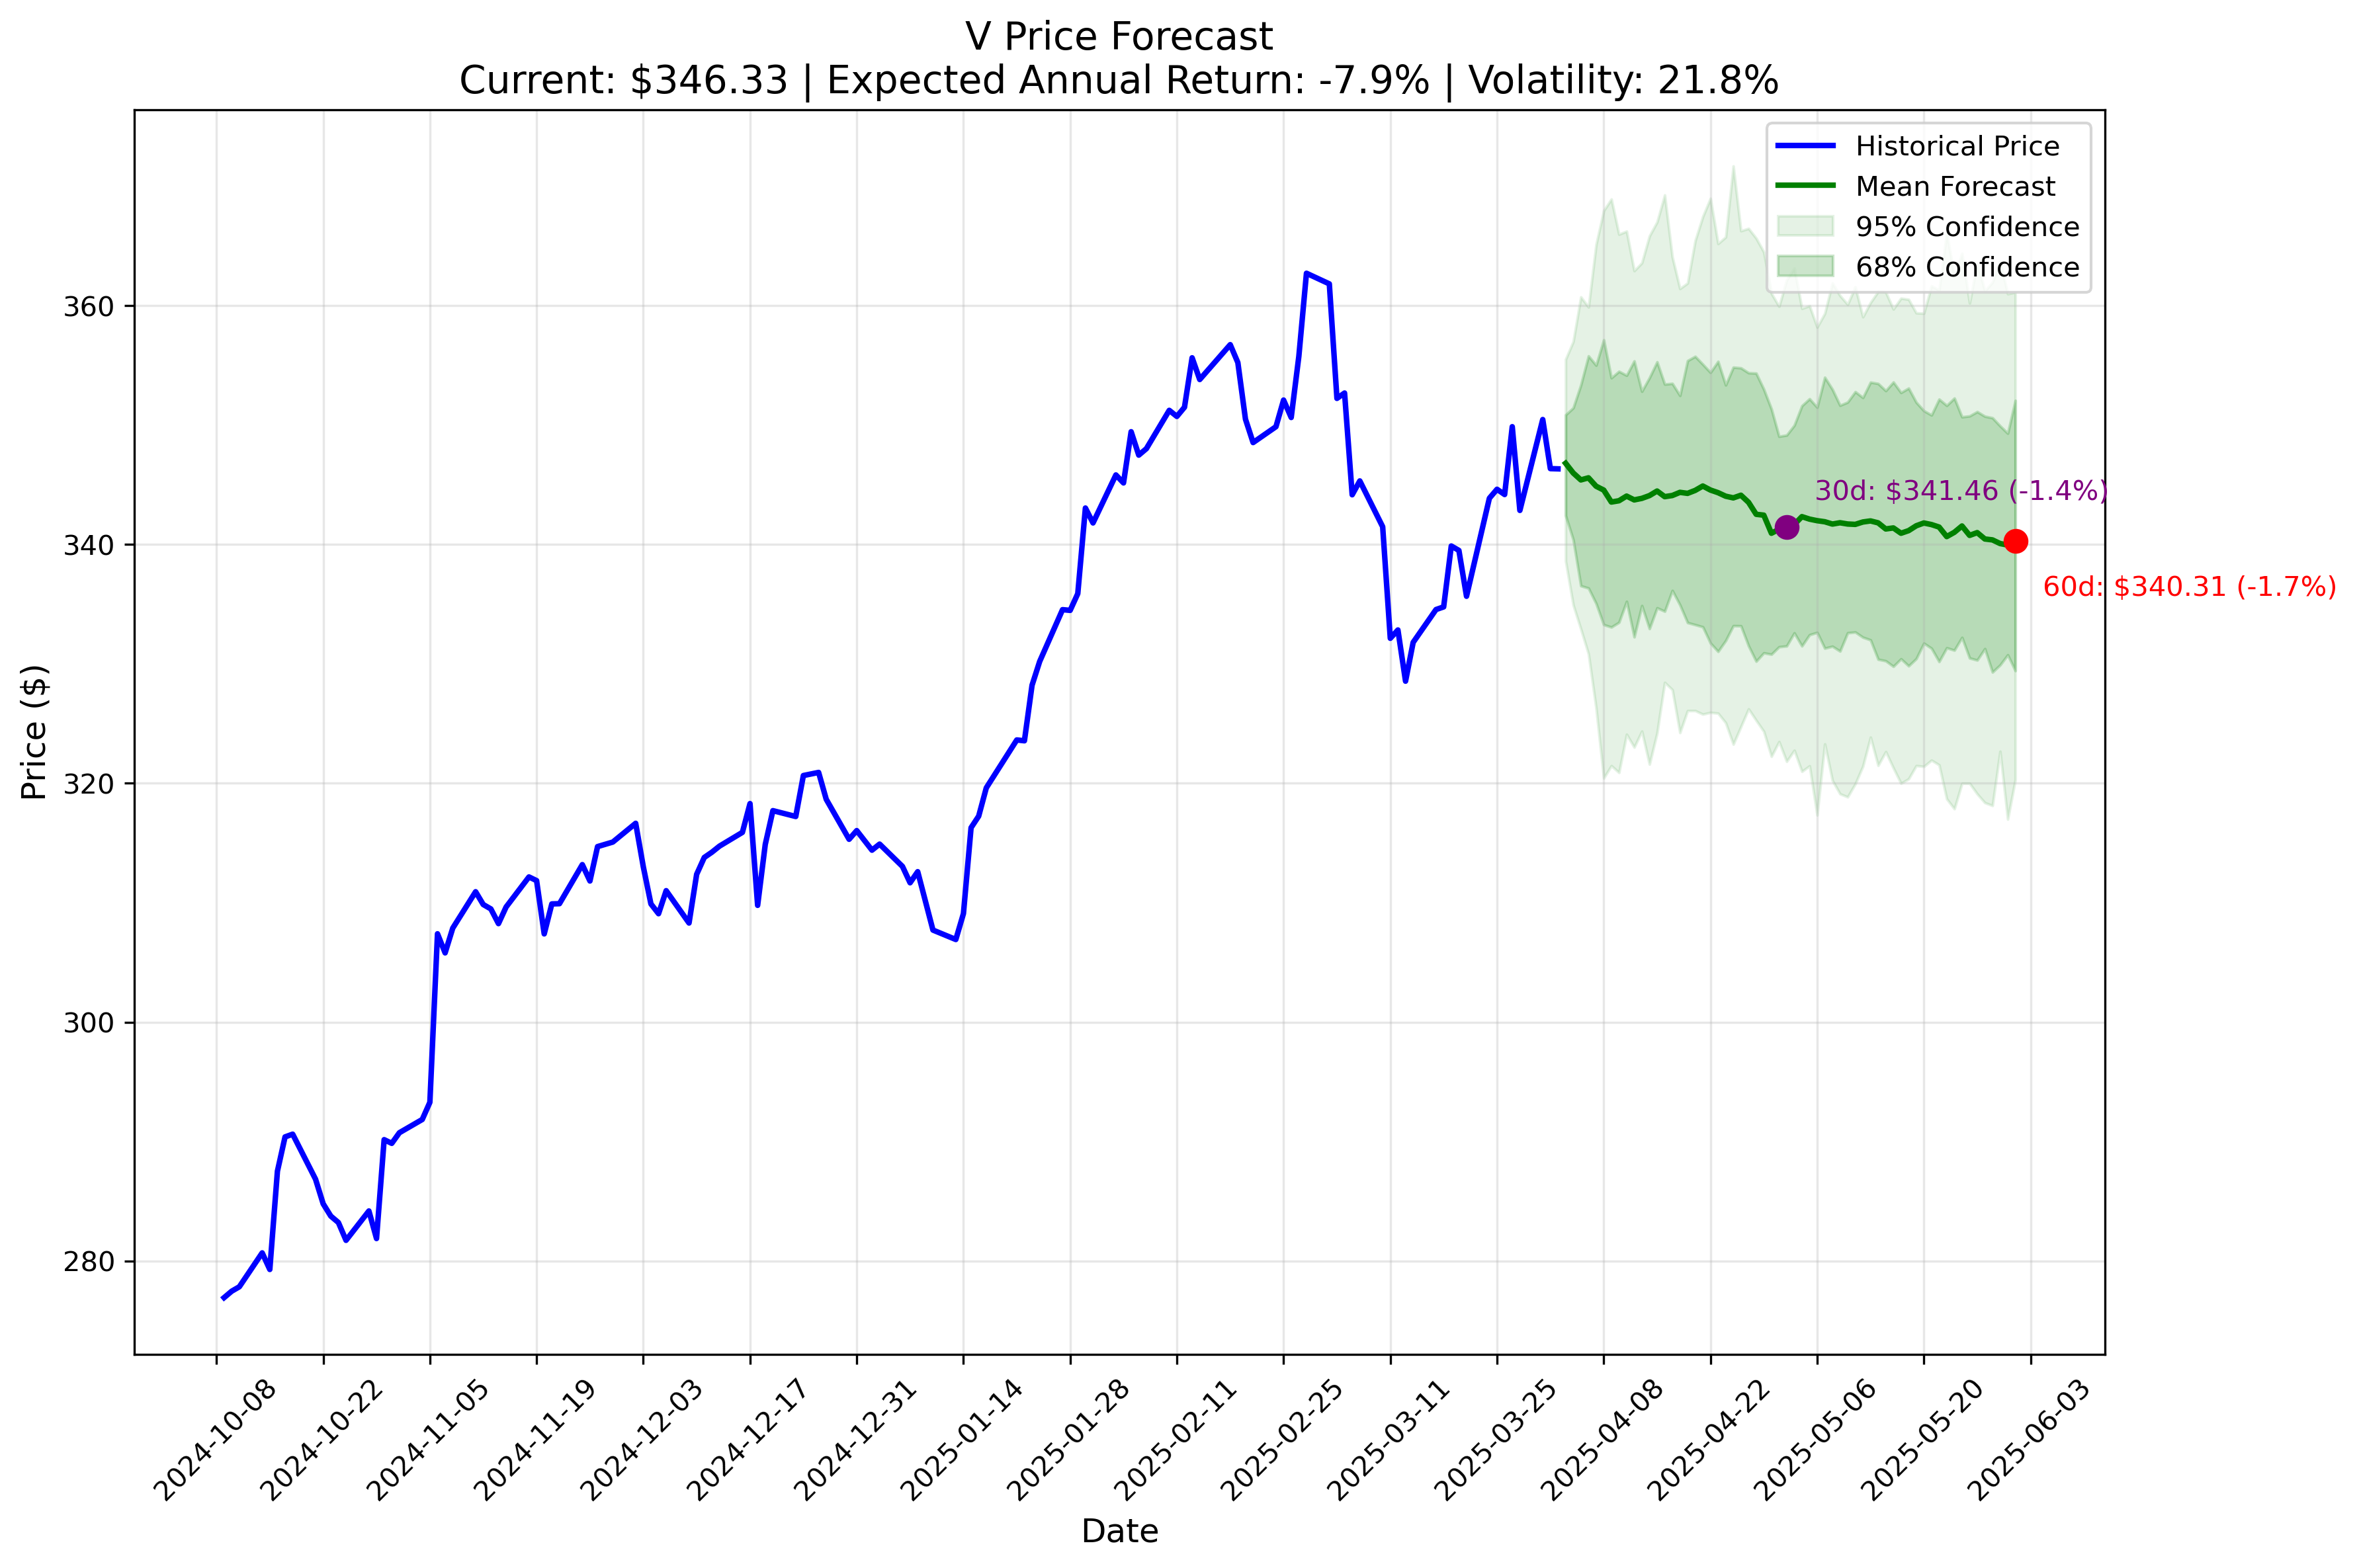 V Price Forecast
Current: $346.33 | Expected Annual Return: -7.9% | Volatility: 21.8%
Historical Price
Mean Forecast
95% Confidence
68% Confidence
30d: $341.46 (-1.4%)
60d: $340.31 (-1.7%)
Price ($)
360
340
320
300
280
2024-10-08
2024-10-22
2024-11-05
2024-11-19
2024-12-03
2024-12-17
2024-12-31
2025-01-14
2025-01-28
2025-02-11
2025-02-25
2025-03-11
2025-03-25
2025-04-08
2025-04-22
2025-05-06
2025-05-20
2025-06-03
Date